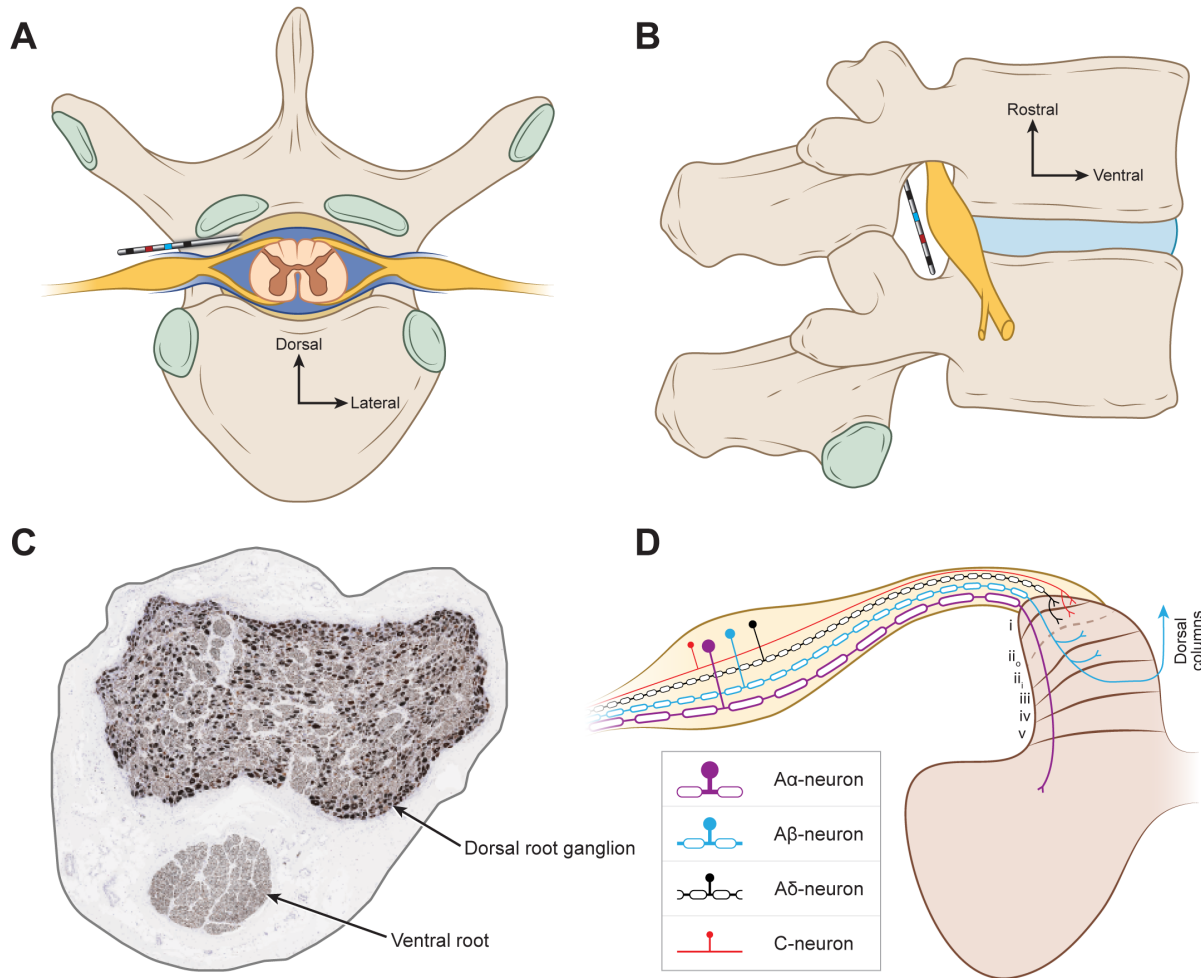 A
Dorsal
Lateral
B
Rostral
Ventral
C
Dorsal root ganglion
Ventral root
D
i
iiₒ
iiᵢ
iii
iv
v
Dorsal
columns
Aα-neuron
Aβ-neuron
Aδ-neuron
C-neuron